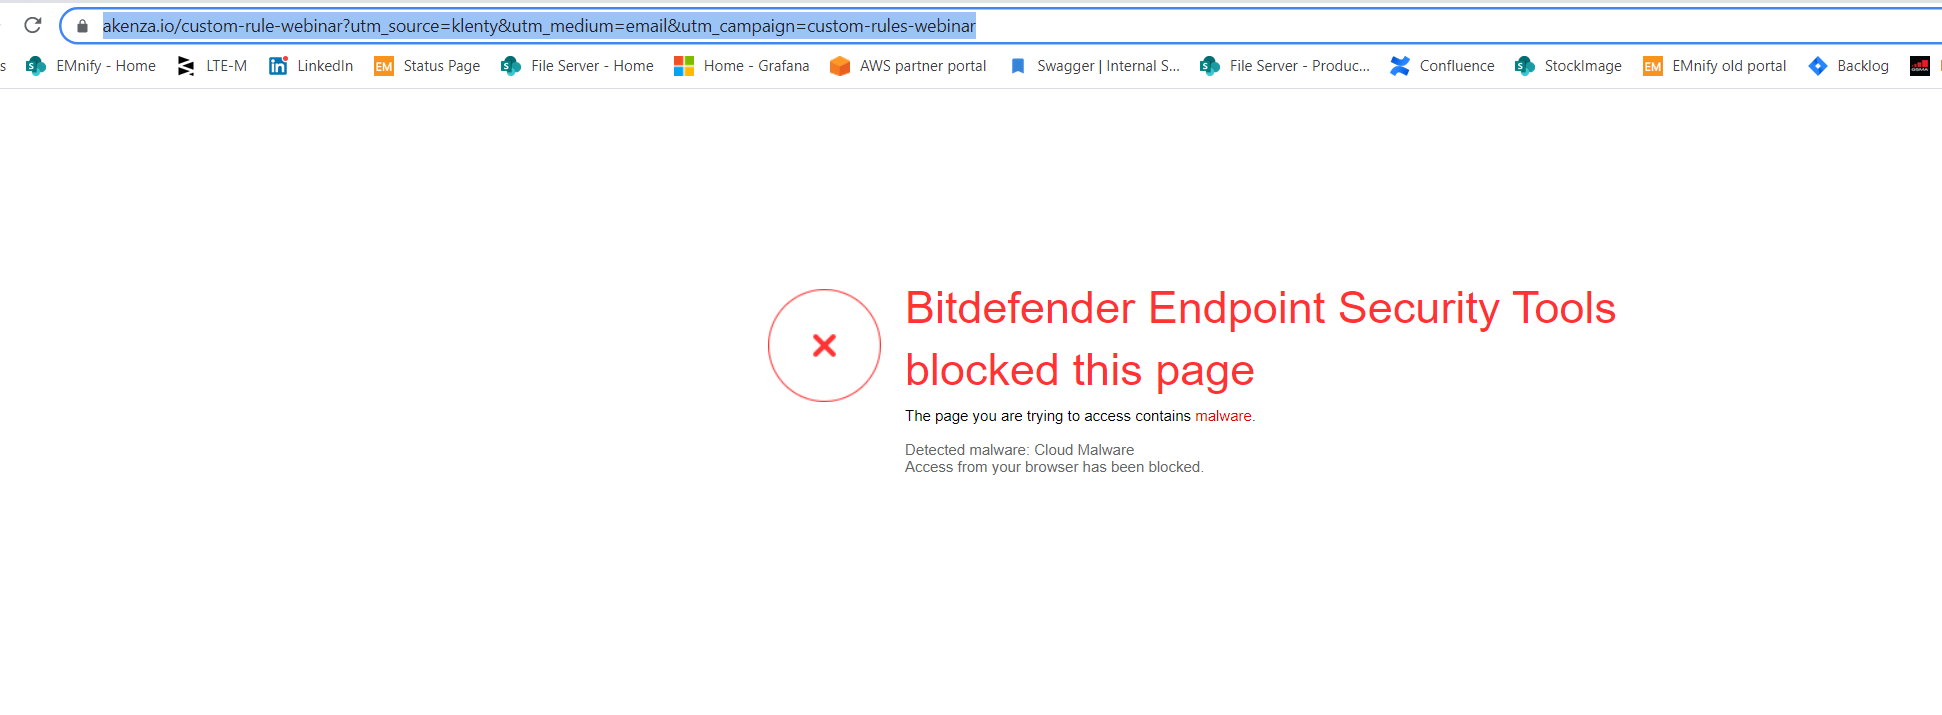 akenza.io/custom-rule-webinar?utm_source=klenty&utm_medium=email&utm_campaign=custom-rules-webinar
s EMnify - Home LTE-M LinkedIn EM Status Page File Server - Home Home - Grafana AWS partner portal Swagger | Internal S... File Server - Produc... Confluence StockImage EM EMnify old portal Backlog
Bitdefender Endpoint Security Tools
blocked this page
The page you are trying to access contains malware.
Detected malware: Cloud Malware
Access from your browser has been blocked.